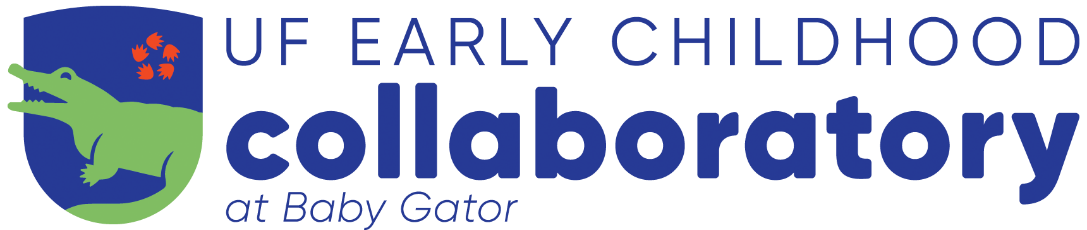 UF EARLY CHILDHOOD
collaboratory
at Baby Gator